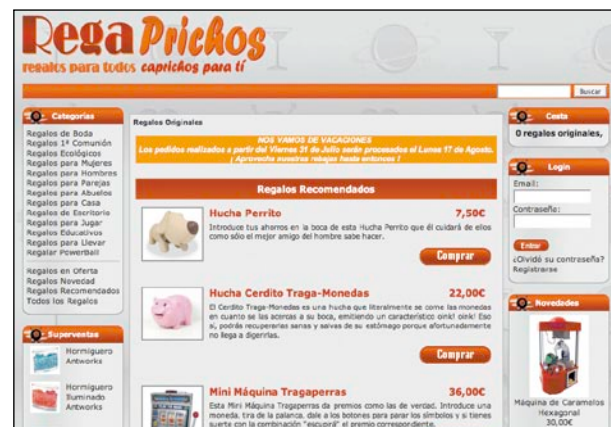 Rega Prichos
regalos para todos caprichos para tí
Buscar
Categorias
Regalos de Boda
Regalos 1ª Comunión
Regalos Ecológicos
Regalos para Mujeres
Regalos para Hombres
Regalos para Parejas
Regalos para Abuelos
Regalos para Casa
Regalos de Escritorio
Regalos para Jugar
Regalos Educativos
Regalos para Llevar
Regalar PowerBall
Regalos en Oferta
Regalos Novedad
Regalos Recomendados
Todos los Regalos
Superventas
Hormiguero
Antworks
Hormiguero
Iluminado
Antworks
Regalos Originales
NOS VAMOS DE VACACIONES
Los pedidos realizados a partir del Viernes 31 de Julio serán procesados el Lunes 17 de Agosto.
¡ Aproveche nuestras rebajas hasta entonces !
Regalos Recomendados
Hucha Perrito 7,50€
Introduce tus ahorros en la boca de esta Hucha Perrito que él cuidará de ellos
como sólo el mejor amigo del hombre sabe hacer.
Comprar
Hucha Cerdito Traga-Monedas 22,00€
El Cerdito Traga-Monedas es una hucha que literalmente se come las monedas
en cuanto se las acercas a su boca, emitiendo un característico oink! oink! Eso
sí, podrás recuperarlas sanas y salvas de su estómago porque afortunadamente
no llega a digerirlas.
Comprar
Mini Máquina Tragaperras 36,00€
Esta Mini Máquina Tragaperras da premios como las de verdad. Introduce una
moneda, tira de la palanca, dale a los botones para parar los símbolos y si tienes
suerte con la combinación "escupirá" el premio correspondiente.
Cesta
0 regalos originales,
Login
Email:
Contraseña:
Entrar
¿Olvidó su contraseña?
Registrarse
Novedades
Máquina de Caramelos
Hexagonal
30,00€